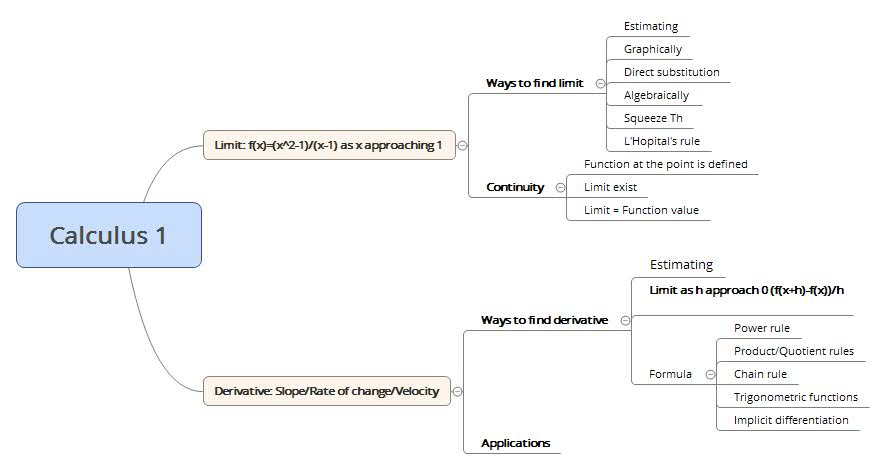 Calculus 1
Limit: f(x)=(x^2-1)/(x-1) as x approaching 1
Ways to find limit
Estimating
Graphically
Direct substitution
Algebraically
Squeeze Th
L'Hopital's rule
Continuity
Function at the point is defined
Limit exist
Limit = Function value
Derivative: Slope/Rate of change/Velocity
Ways to find derivative
Estimating
Limit as h approach 0 (f(x+h)-f(x))/h
Formula
Power rule
Product/Quotient rules
Chain rule
Trigonometric functions
Implicit differentiation
Applications